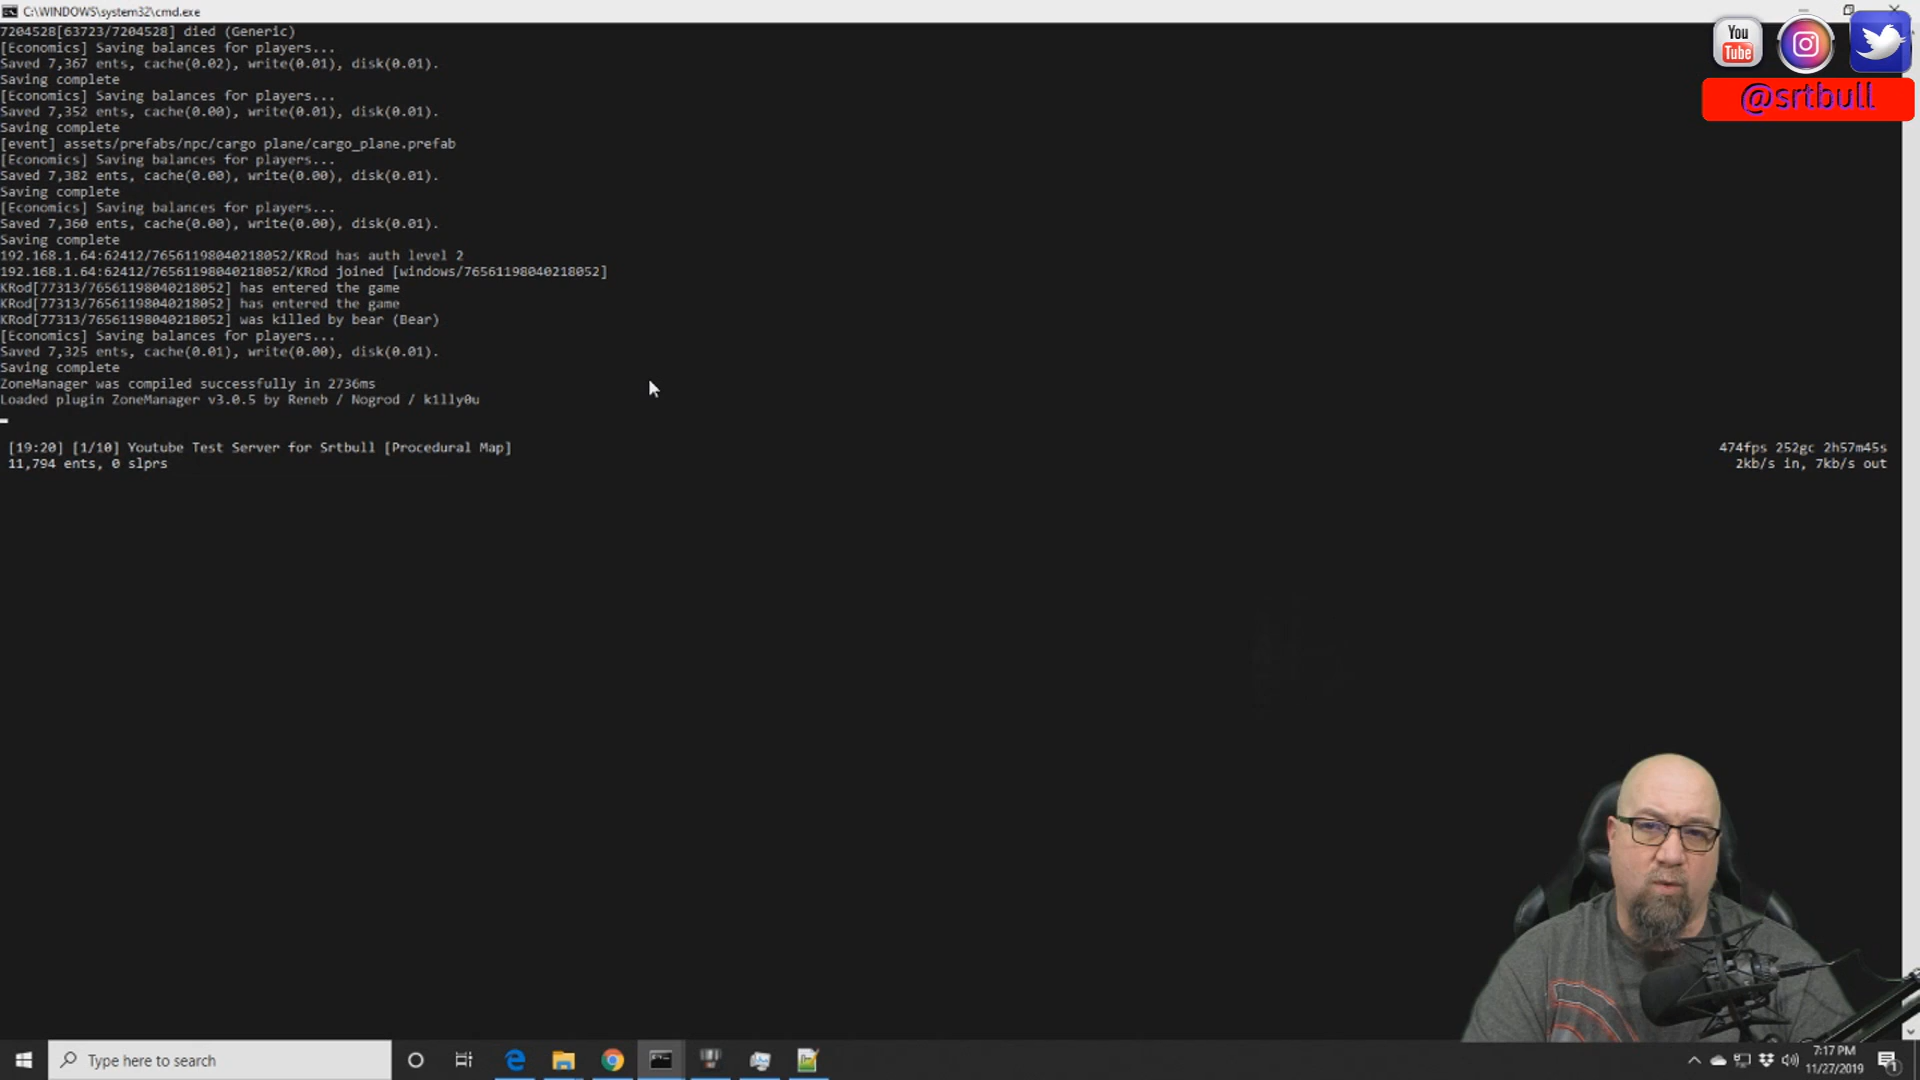 C:\WINDOWS\system32\cmd.exe
7204528[63723/7204528] died (Generic)
[Economics] Saving balances for players...
Saved 7,367 ents, cache(0.02), write(0.01), disk(0.01).
Saving complete
[Economics] Saving balances for players...
Saved 7,352 ents, cache(0.00), write(0.01), disk(0.01).
Saving complete
[event] assets/prefabs/npc/cargo plane/cargo_plane.prefab
[Economics] Saving balances for players...
Saved 7,382 ents, cache(0.00), write(0.00), disk(0.01).
Saving complete
[Economics] Saving balances for players...
Saved 7,360 ents, cache(0.00), write(0.00), disk(0.01).
Saving complete
192.168.1.64:62412/76561198040218052/KRod has auth level 2
192.168.1.64:62412/76561198040218052/KRod joined [windows/76561198040218052]
KRod[77313/76561198040218052] has entered the game
KRod[77313/76561198040218052] has entered the game
KRod[77313/76561198040218052] was killed by bear (Bear)
[Economics] Saving balances for players...
Saved 7,325 ents, cache(0.01), write(0.00), disk(0.01).
Saving complete
ZoneManager was compiled successfully in 2736ms
Loaded plugin ZoneManager v3.0.5 by Reneb / Nogrod / k1lly0u
[19:20] [1/10] Youtube Test Server for Srtbull [Procedural Map]
474fps 252gc 2h57m45s
11,794 ents, 0 slprs
2kb/s in, 7kb/s out
You
Tube
@srtbull
Type here to search
7:17 PM
11/27/2019
1